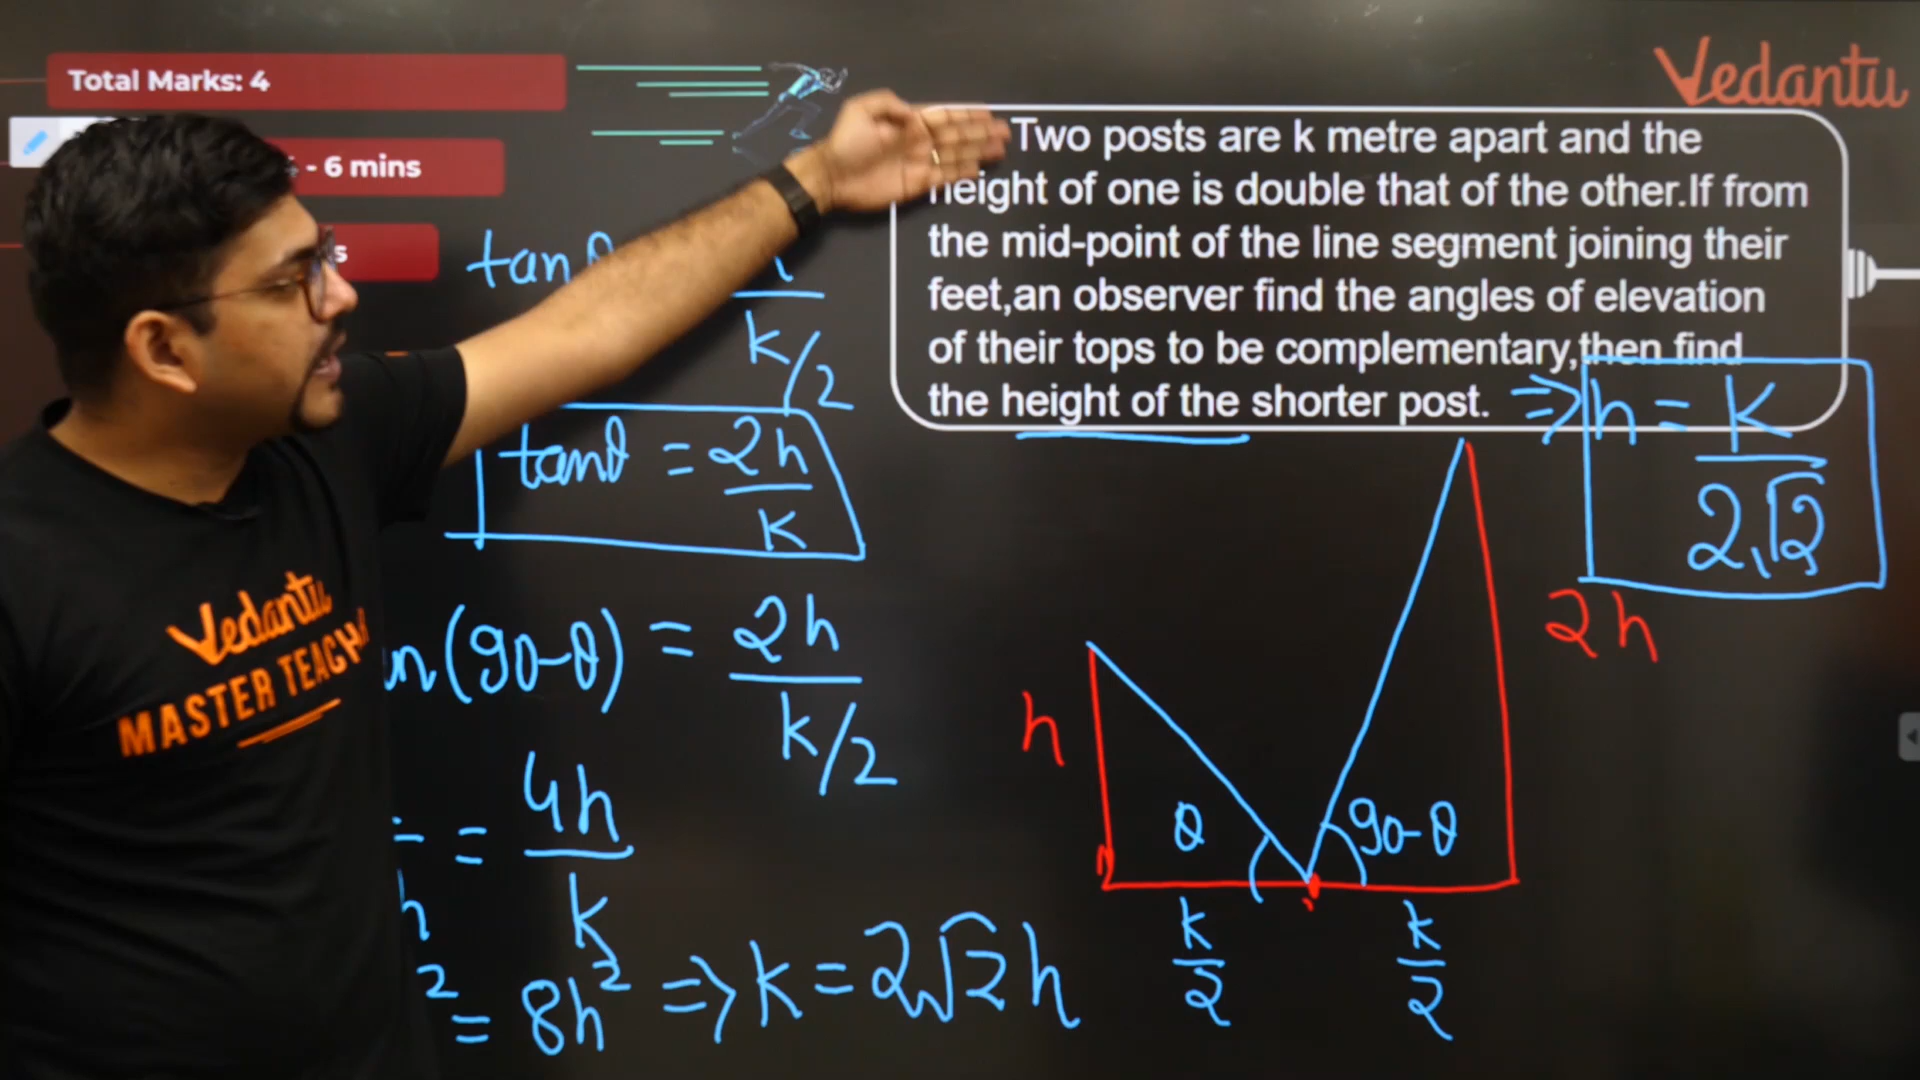 Total Marks: 4
- 6 mins
s
Vedantu
Two posts are k metre apart and the
height of one is double that of the other.If from
the mid-point of the line segment joining their
feet,an observer find the angles of elevation
of their tops to be complementary,then find
the height of the shorter post.
⇒ h = K
2√2
tanθ
k/2
tanθ = 2h
K
n(90-θ) = 2h
k/2
= 4h
h k
2 = 8h² ⇒ k = 2√2 h
h
2h
θ
90-θ
k
2
k
2
Vedantu
MASTER TEACH